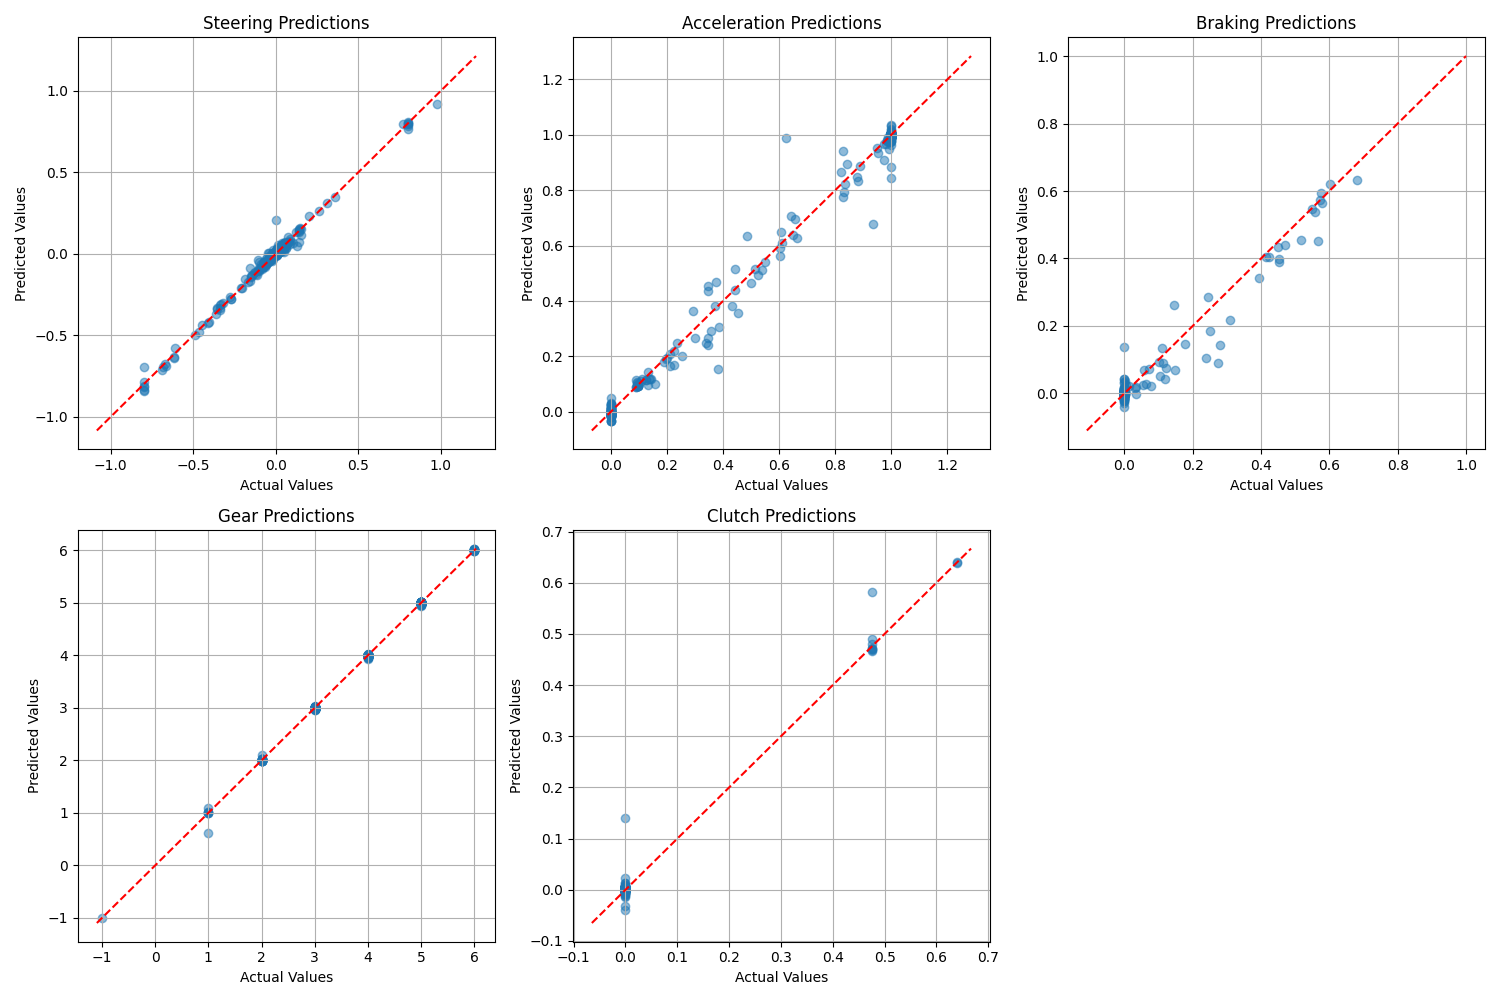 Steering Predictions
Predicted Values
1.0
0.5
0.0
−0.5
−1.0
−1.0 −0.5 0.0 0.5 1.0
Actual Values
Acceleration Predictions
Predicted Values
1.2
1.0
0.8
0.6
0.4
0.2
0.0
0.0 0.2 0.4 0.6 0.8 1.0 1.2
Actual Values
Braking Predictions
Predicted Values
1.0
0.8
0.6
0.4
0.2
0.0
0.0 0.2 0.4 0.6 0.8 1.0
Actual Values
Gear Predictions
Predicted Values
6
5
4
3
2
1
0
−1
−1 0 1 2 3 4 5 6
Actual Values
Clutch Predictions
Predicted Values
0.7
0.6
0.5
0.4
0.3
0.2
0.1
0.0
−0.1
−0.1 0.0 0.1 0.2 0.3 0.4 0.5 0.6 0.7
Actual Values